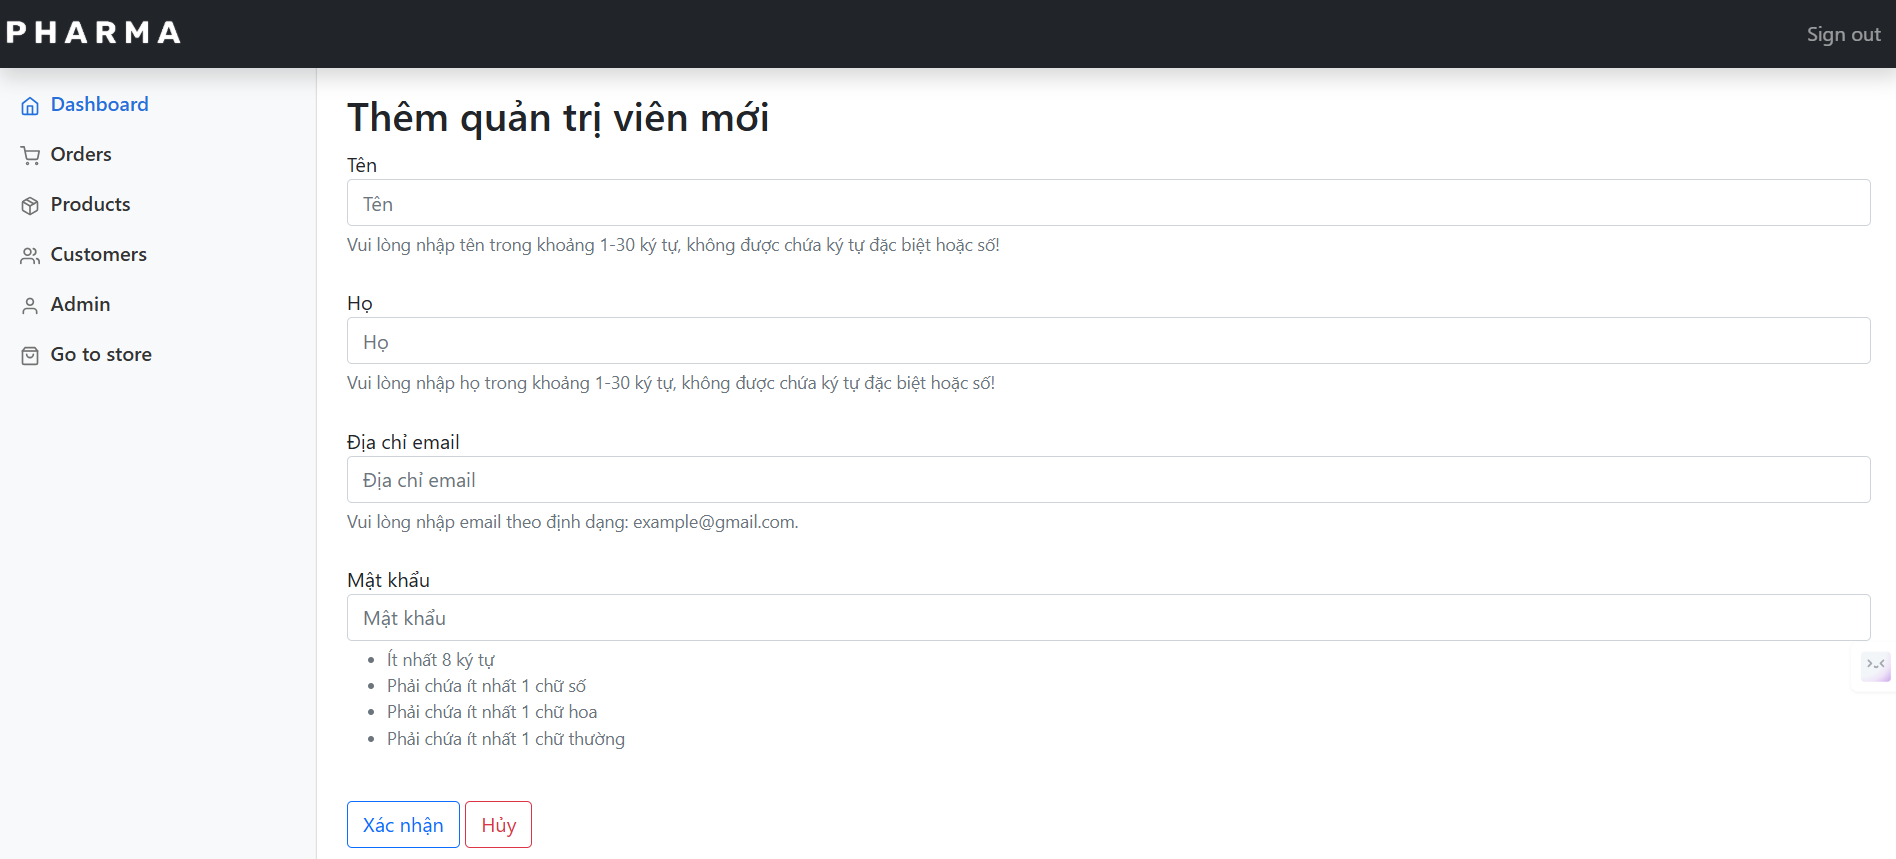 PHARMA
Sign out
Dashboard
Orders
Products
Customers
Admin
Go to store
Thêm quản trị viên mới
Tên
Tên
Vui lòng nhập tên trong khoảng 1-30 ký tự, không được chứa ký tự đặc biệt hoặc số!
Họ
Họ
Vui lòng nhập họ trong khoảng 1-30 ký tự, không được chứa ký tự đặc biệt hoặc số!
Địa chỉ email
Địa chỉ email
Vui lòng nhập email theo định dạng: example@gmail.com.
Mật khẩu
Mật khẩu
• Ít nhất 8 ký tự
• Phải chứa ít nhất 1 chữ số
• Phải chứa ít nhất 1 chữ hoa
• Phải chứa ít nhất 1 chữ thường
Xác nhận Hủy